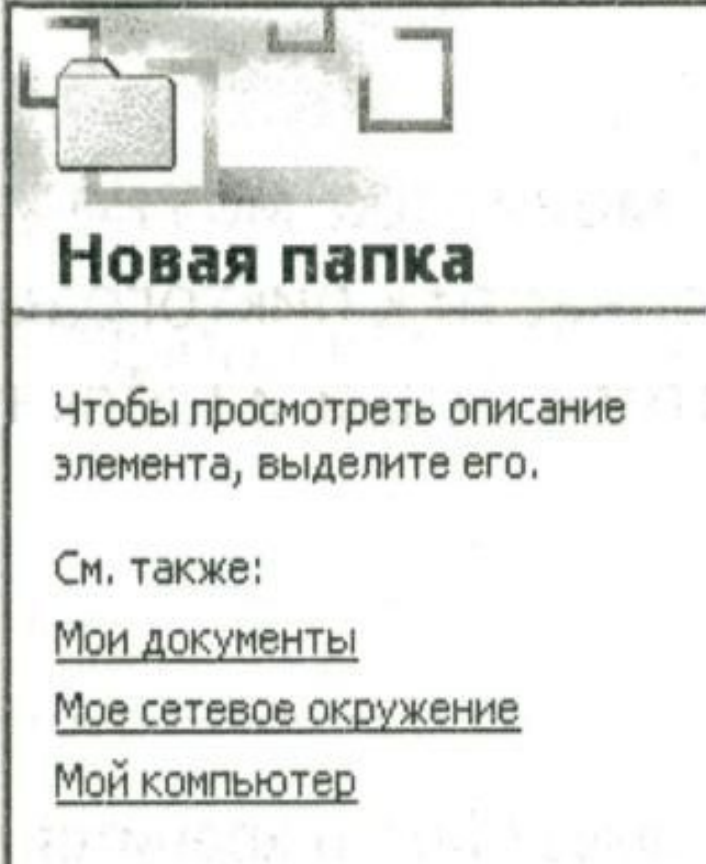 Новая папка
Чтобы просмотреть описание
элемента, выделите его.
См. также:
Мои документы
Мое сетевое окружение
Мой компьютер